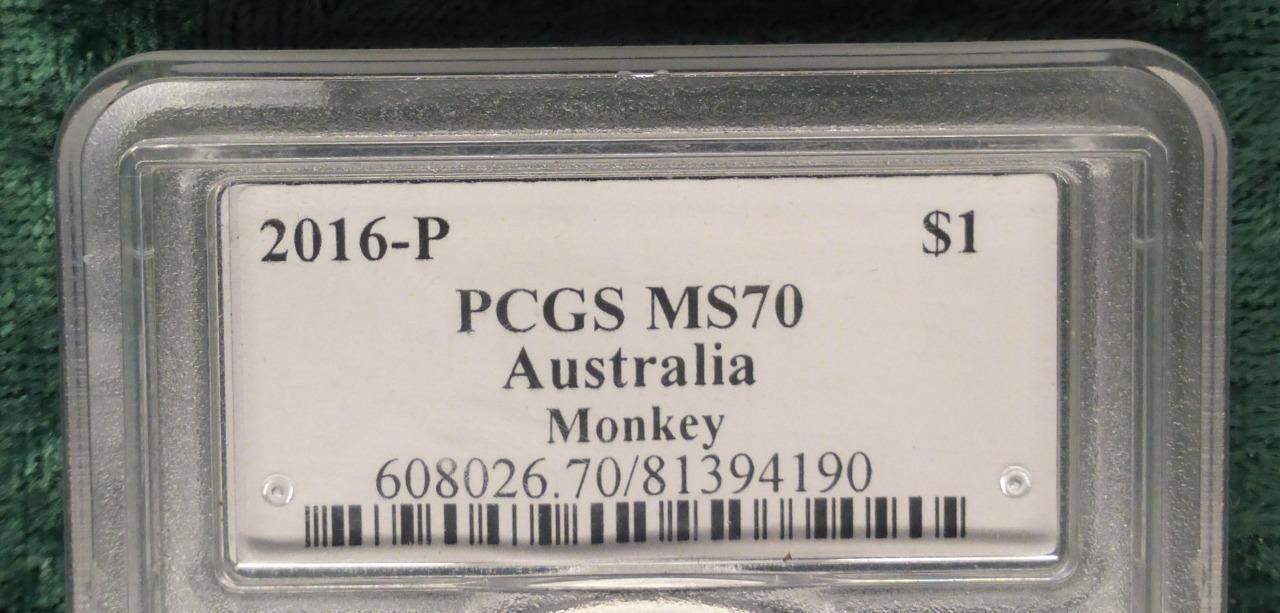 2016-P $1
PCGS MS70
Australia
Monkey
608026.70/81394190